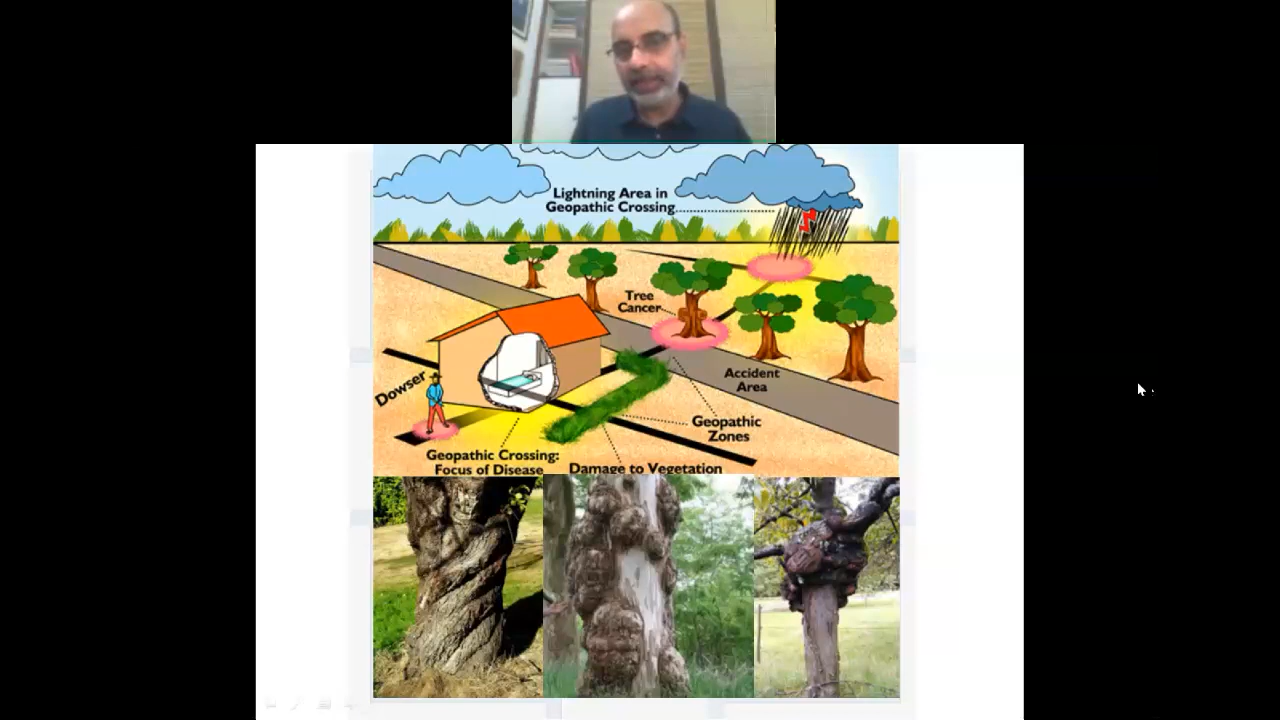 Lightning Area in
Geopathic Crossing
Tree
Cancer
Accident
Area
Dowser
Geopathic
Zones
Geopathic Crossing:
Focus of Disease
Damage to Vegetation